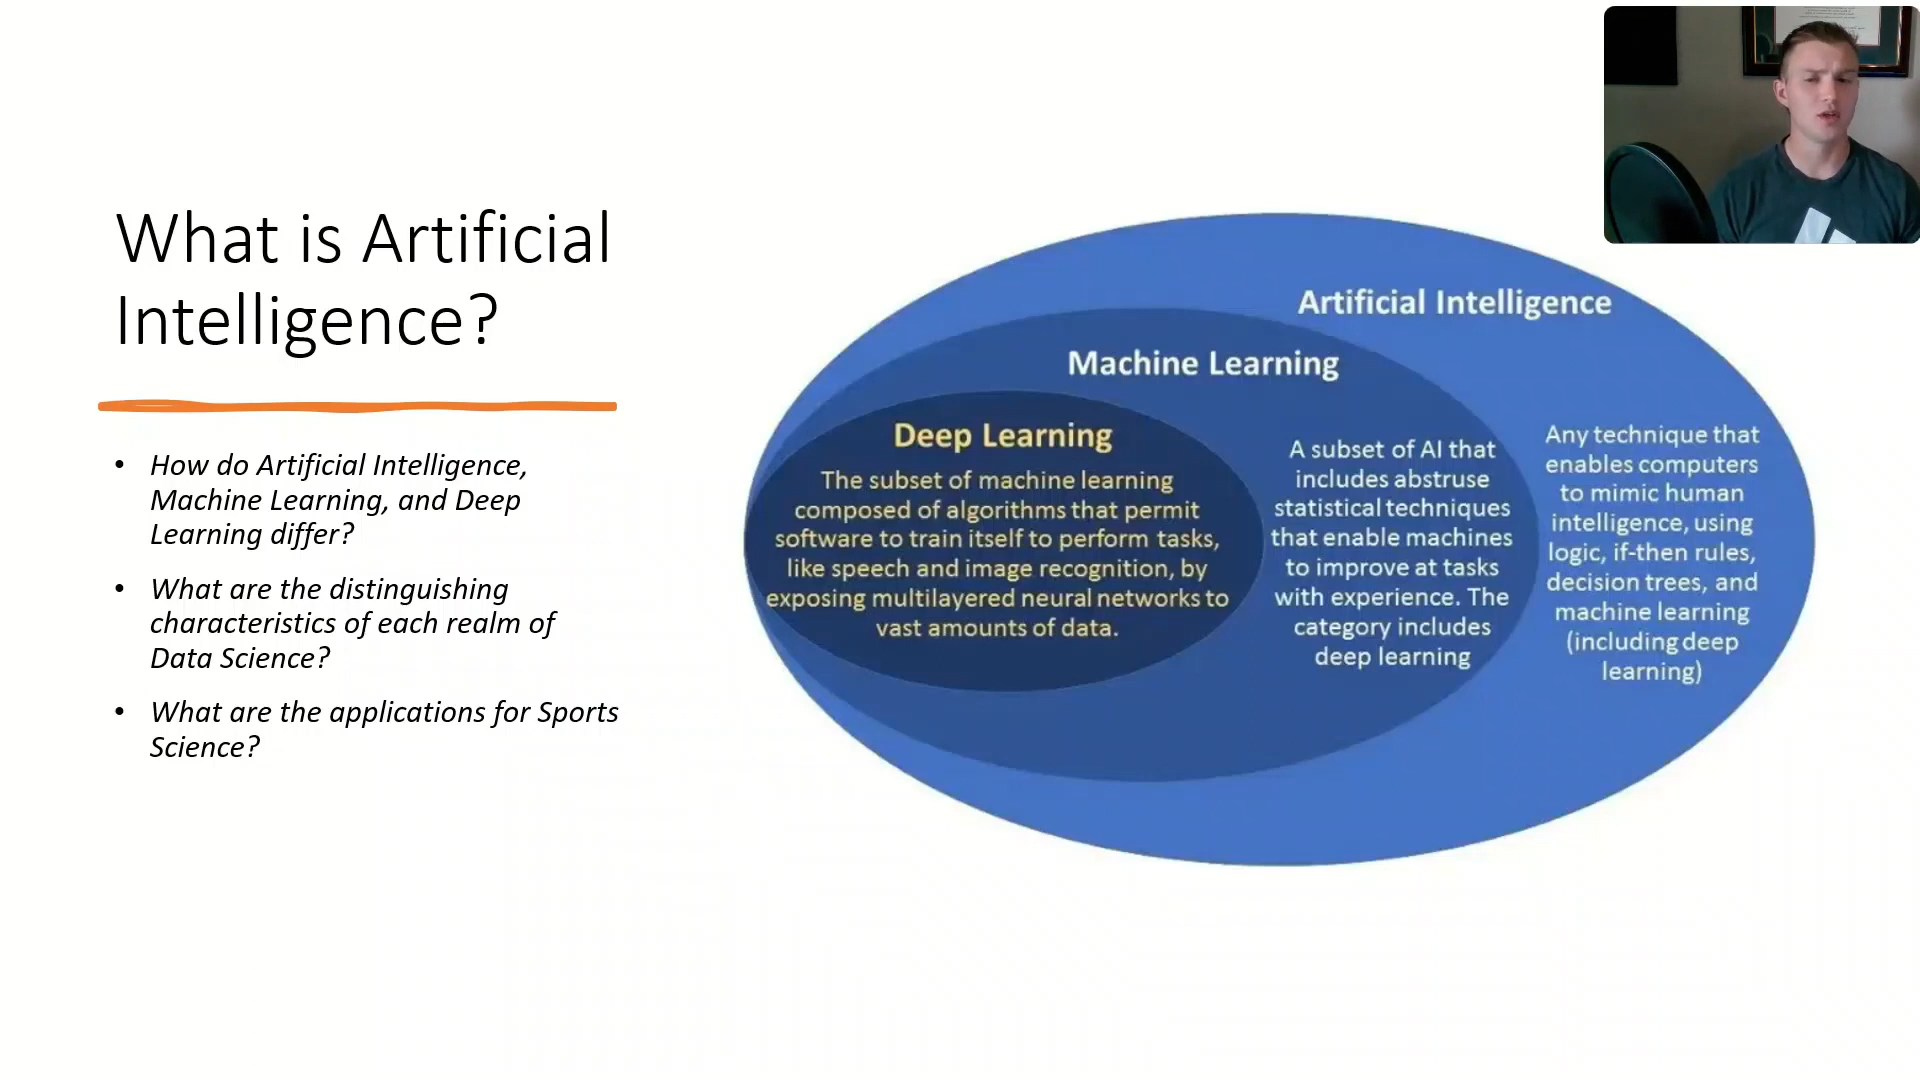 What is Artificial
Intelligence?
• How do Artificial Intelligence,
Machine Learning, and Deep
Learning differ?
• What are the distinguishing
characteristics of each realm of
Data Science?
• What are the applications for Sports
Science?
Artificial Intelligence
Machine Learning
Deep Learning
The subset of machine learning
composed of algorithms that permit
software to train itself to perform tasks,
like speech and image recognition, by
exposing multilayered neural networks to
vast amounts of data.
A subset of AI that
includes abstruse
statistical techniques
that enable machines
to improve at tasks
with experience. The
category includes
deep learning
Any technique that
enables computers
to mimic human
intelligence, using
logic, if-then rules,
decision trees, and
machine learning
(including deep
learning)